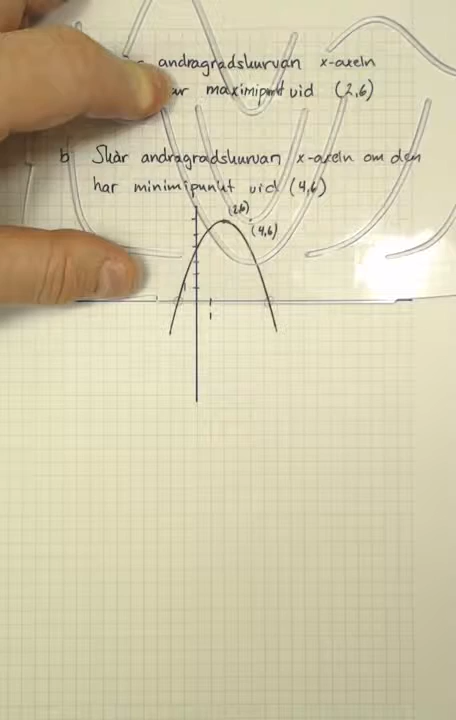 andragradskurvan x-axeln
maximipunkt vid (2,6)
b Skär andragradskurvan x-axeln om den
har minimipunkt vid (4,6)
(2,6)
(4,6)